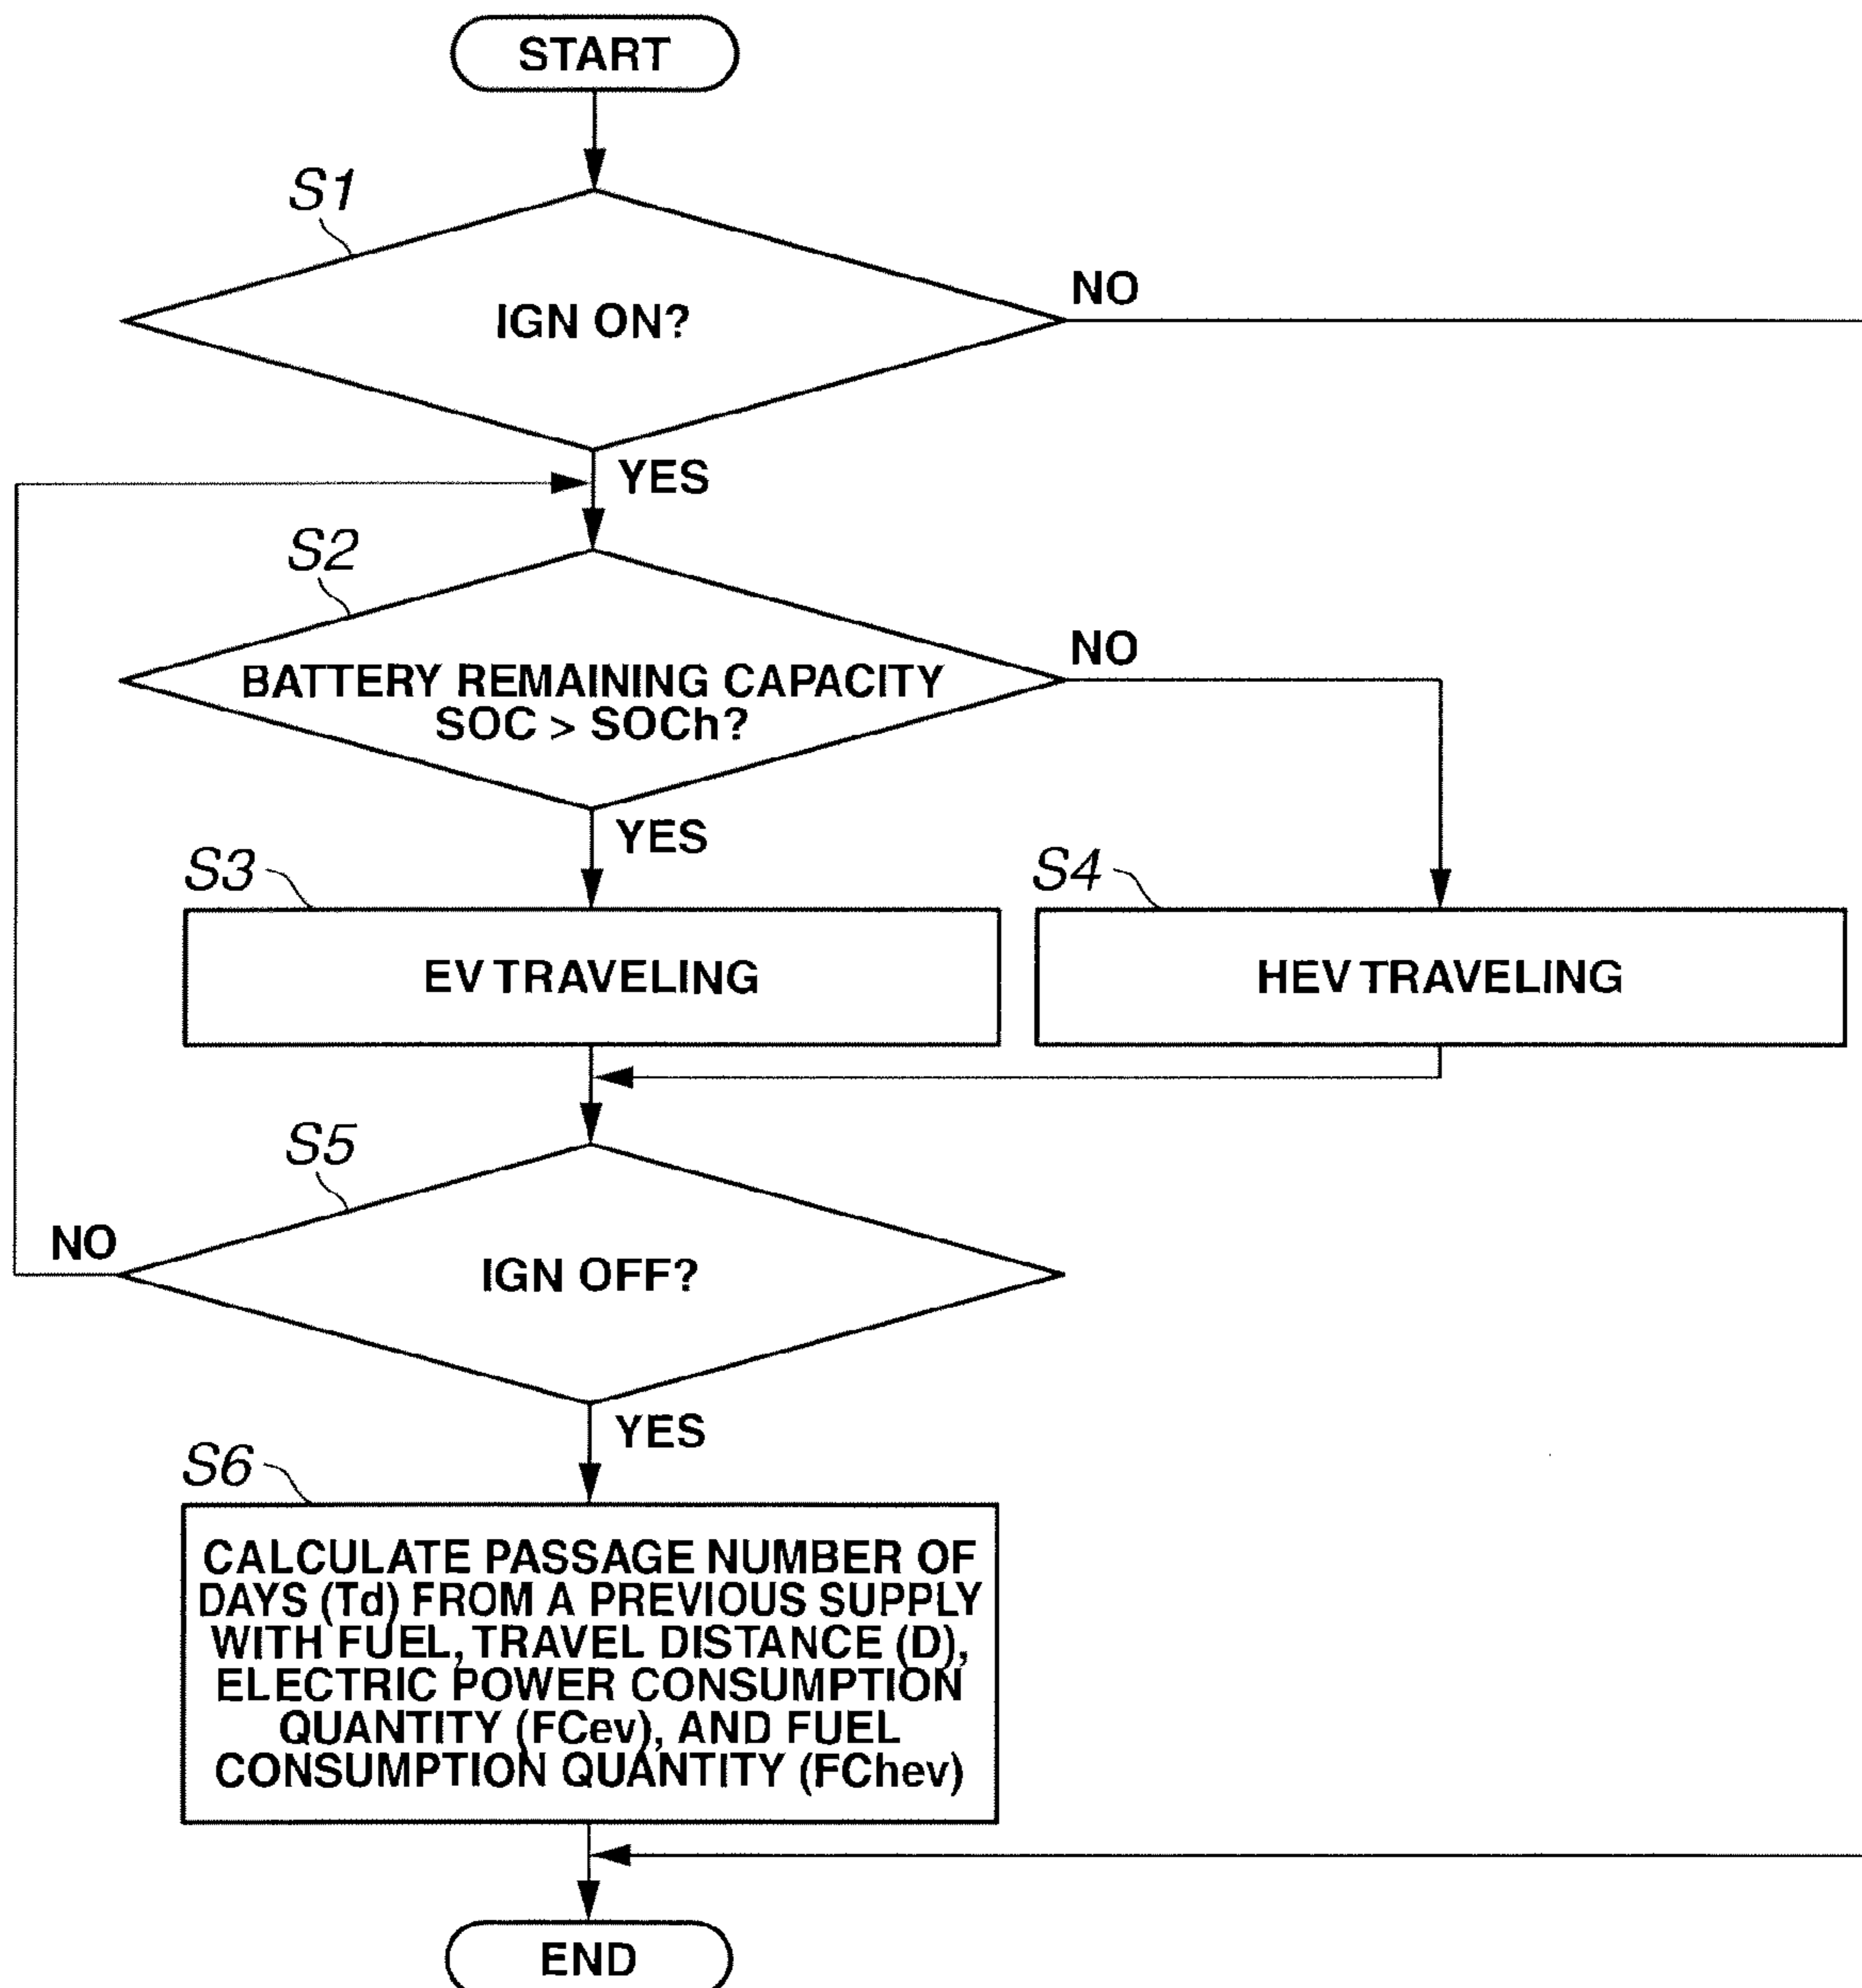 START
S1
IGN ON?
NO
YES
S2
BATTERY REMAINING CAPACITY
SOC > SOCh?
NO
YES
S3
EV TRAVELING
S4
HEV TRAVELING
S5
IGN OFF?
NO
YES
S6
CALCULATE PASSAGE NUMBER OF
DAYS (Td) FROM A PREVIOUS SUPPLY
WITH FUEL, TRAVEL DISTANCE (D),
ELECTRIC POWER CONSUMPTION
QUANTITY (FCev), AND FUEL
CONSUMPTION QUANTITY (FChev)
END